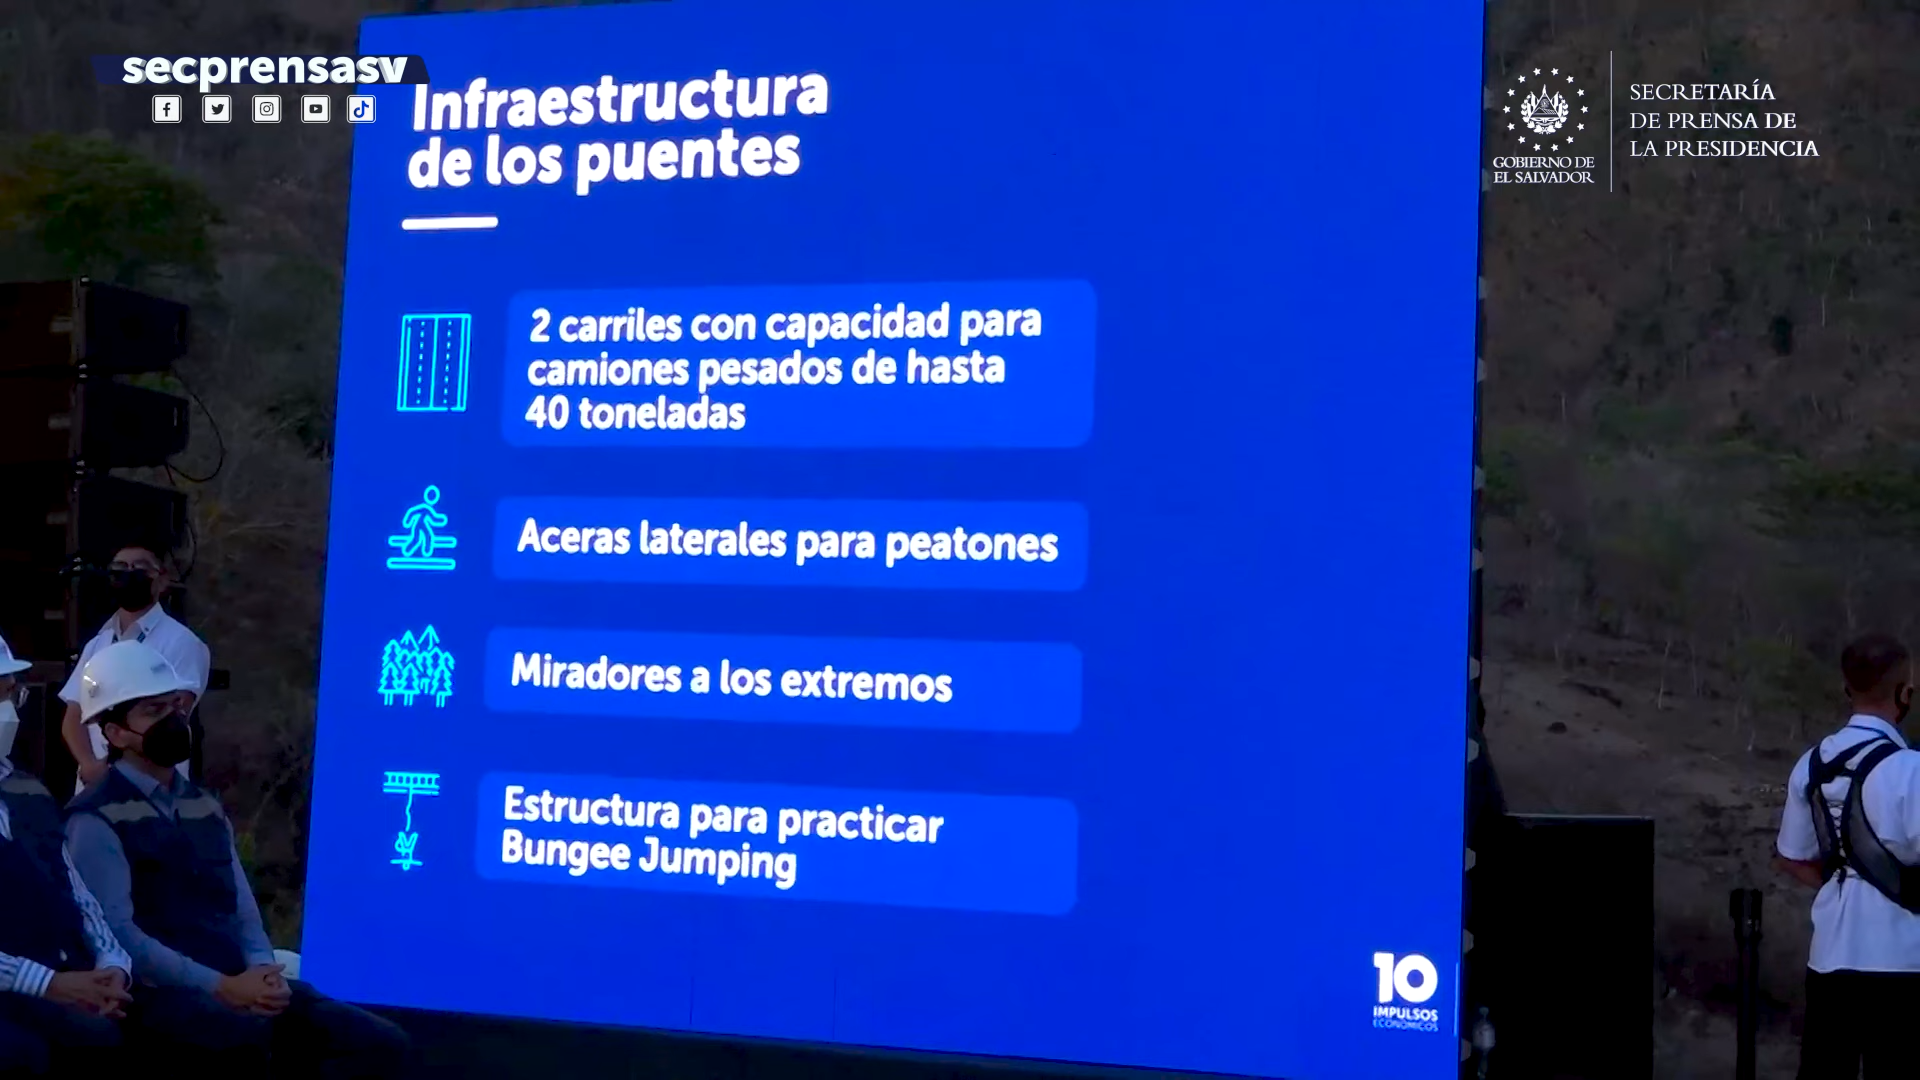 secprensasv
Infraestructura
de los puentes
2 carriles con capacidad para
camiones pesados de hasta
40 toneladas
Aceras laterales para peatones
Miradores a los extremos
Estructura para practicar
Bungee Jumping
10
IMPULSOS
ECONÓMICOS
GOBIERNO DE
EL SALVADOR
SECRETARÍA
DE PRENSA DE
LA PRESIDENCIA